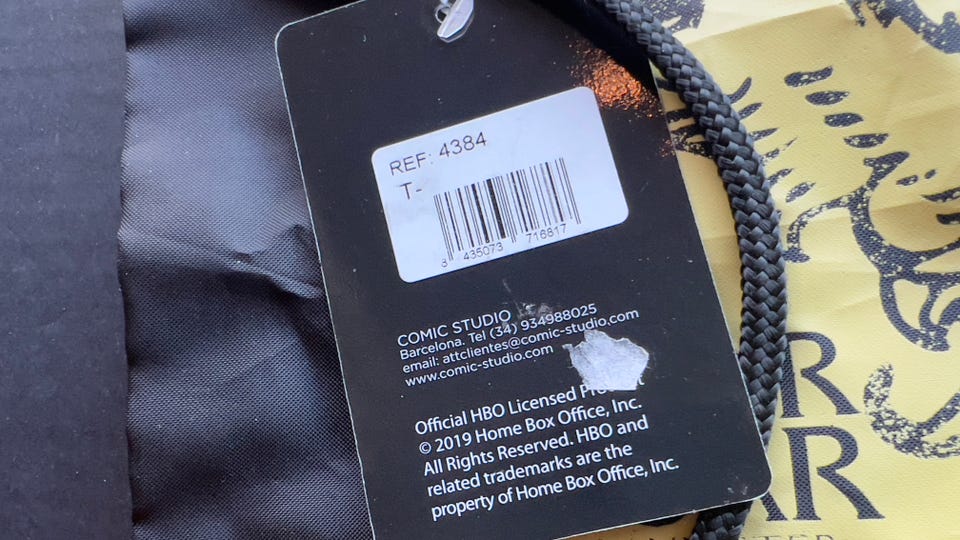 REF: 4384
T-
8 435073 716817
COMIC STUDIO
Barcelona. Tel (34) 934988025
email: attclientes@comic-studio.com
www.comic-studio.com
Official HBO Licensed
© 2019 Home Box Office, Inc.
All Rights Reserved. HBO and
related trademarks are the
property of Home Box Office, Inc.
R
AR